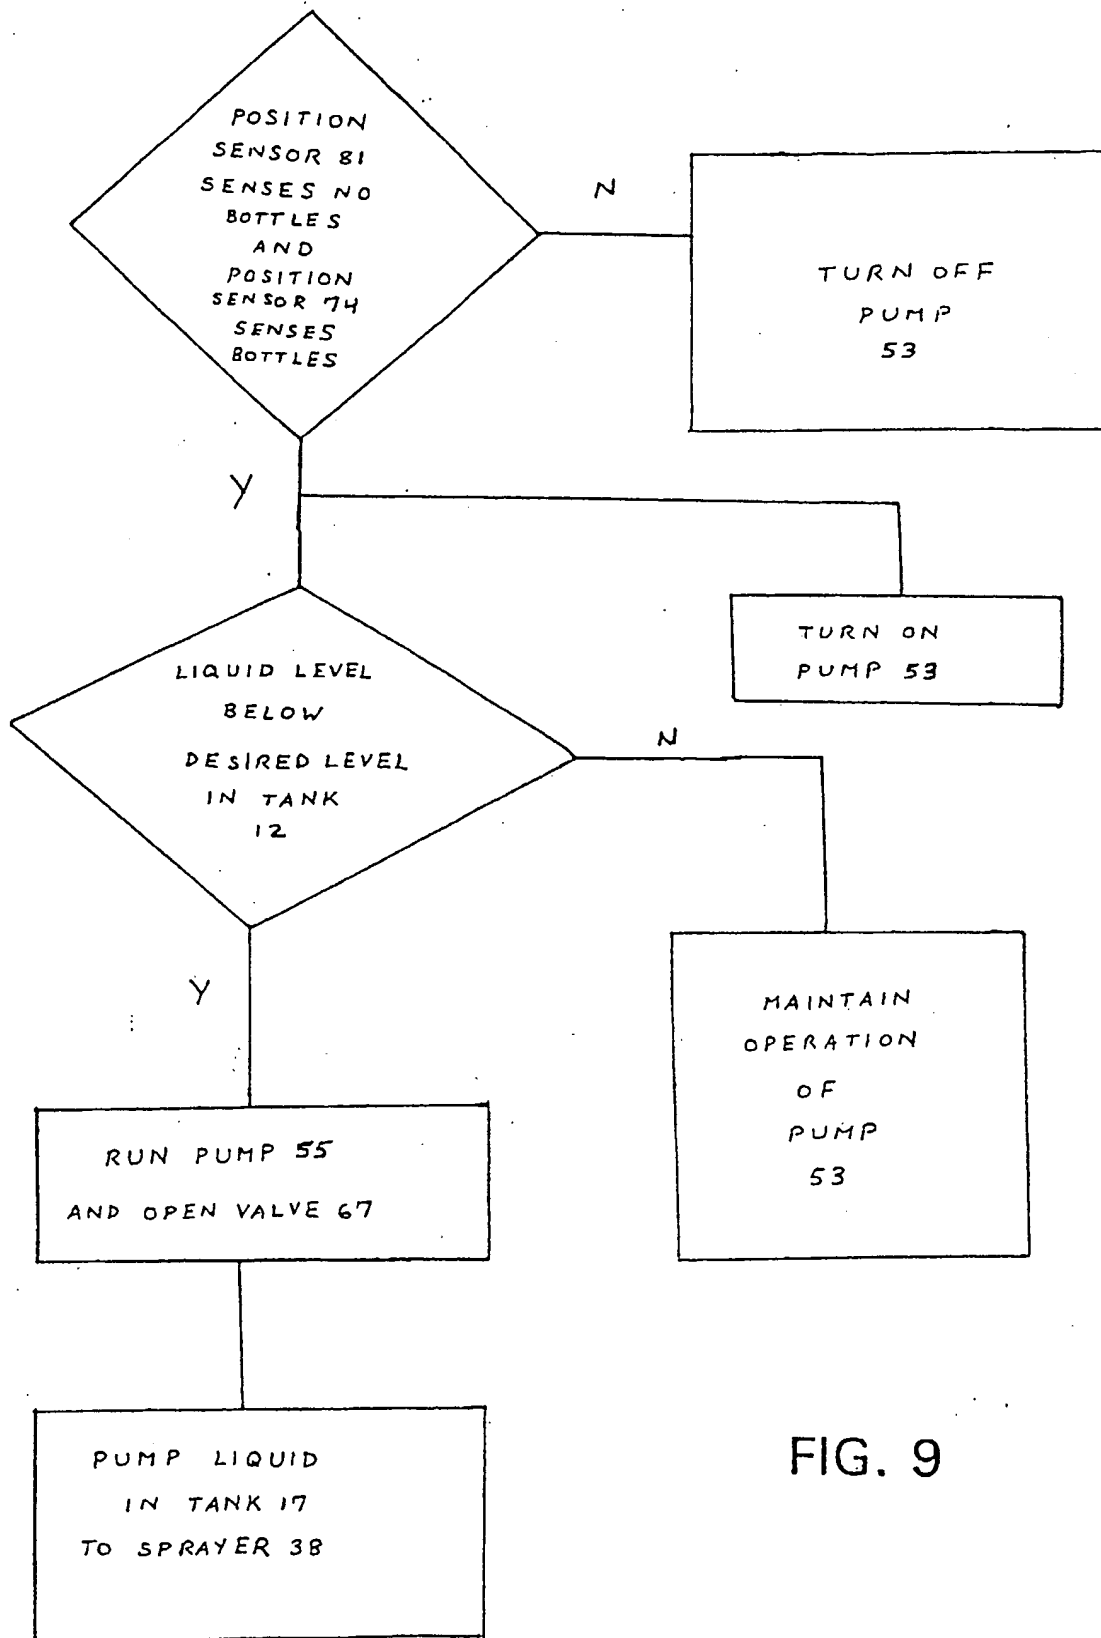 POSITION
SENSOR 81
SENSES NO
BOTTLES
AND
POSITION
SENSOR 74
SENSES
BOTTLES
N
TURN OFF
PUMP
53
Y
TURN ON
PUMP 53
LIQUID LEVEL
BELOW
DESIRED LEVEL
IN TANK
12
N
MAINTAIN
OPERATION
OF
PUMP
53
Y
RUN PUMP 55
AND OPEN VALVE 67
PUMP LIQUID
IN TANK 17
TO SPRAYER 38
FIG. 9